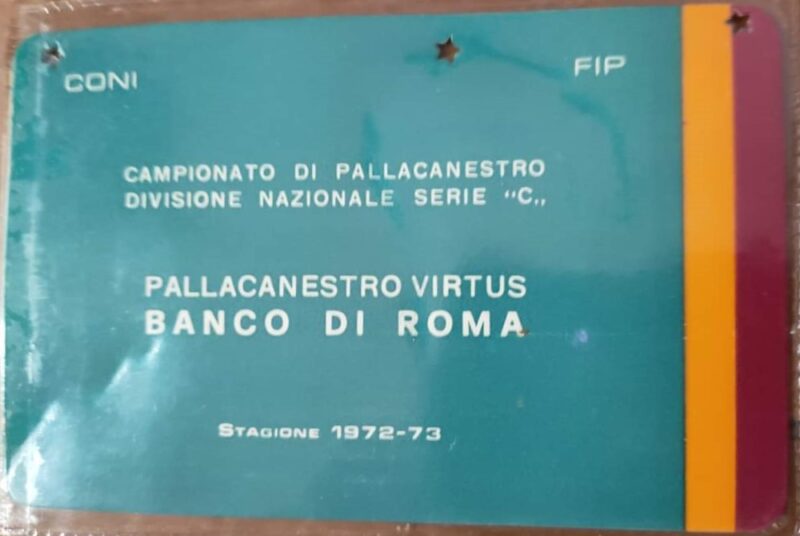 CONI
FIP
CAMPIONATO DI PALLACANESTRO
DIVISIONE NAZIONALE SERIE "C„
PALLACANESTRO VIRTUS
BANCO DI ROMA
STAGIONE 1972-73